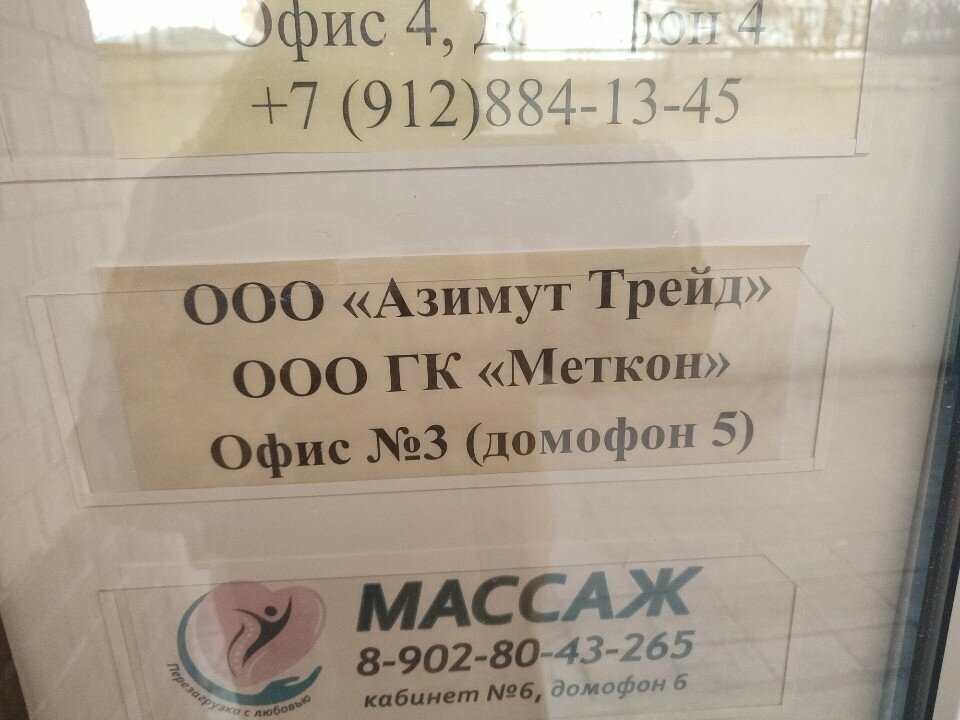 Офис 4, домофон 4
+7 (912)884-13-45
ООО «Азимут Трейд»
ООО ГК «Меткон»
Офис №3 (домофон 5)
МАССАЖ
8-902-80-43-265
кабинет №6, домофон 6
Перезагрузка с любовью